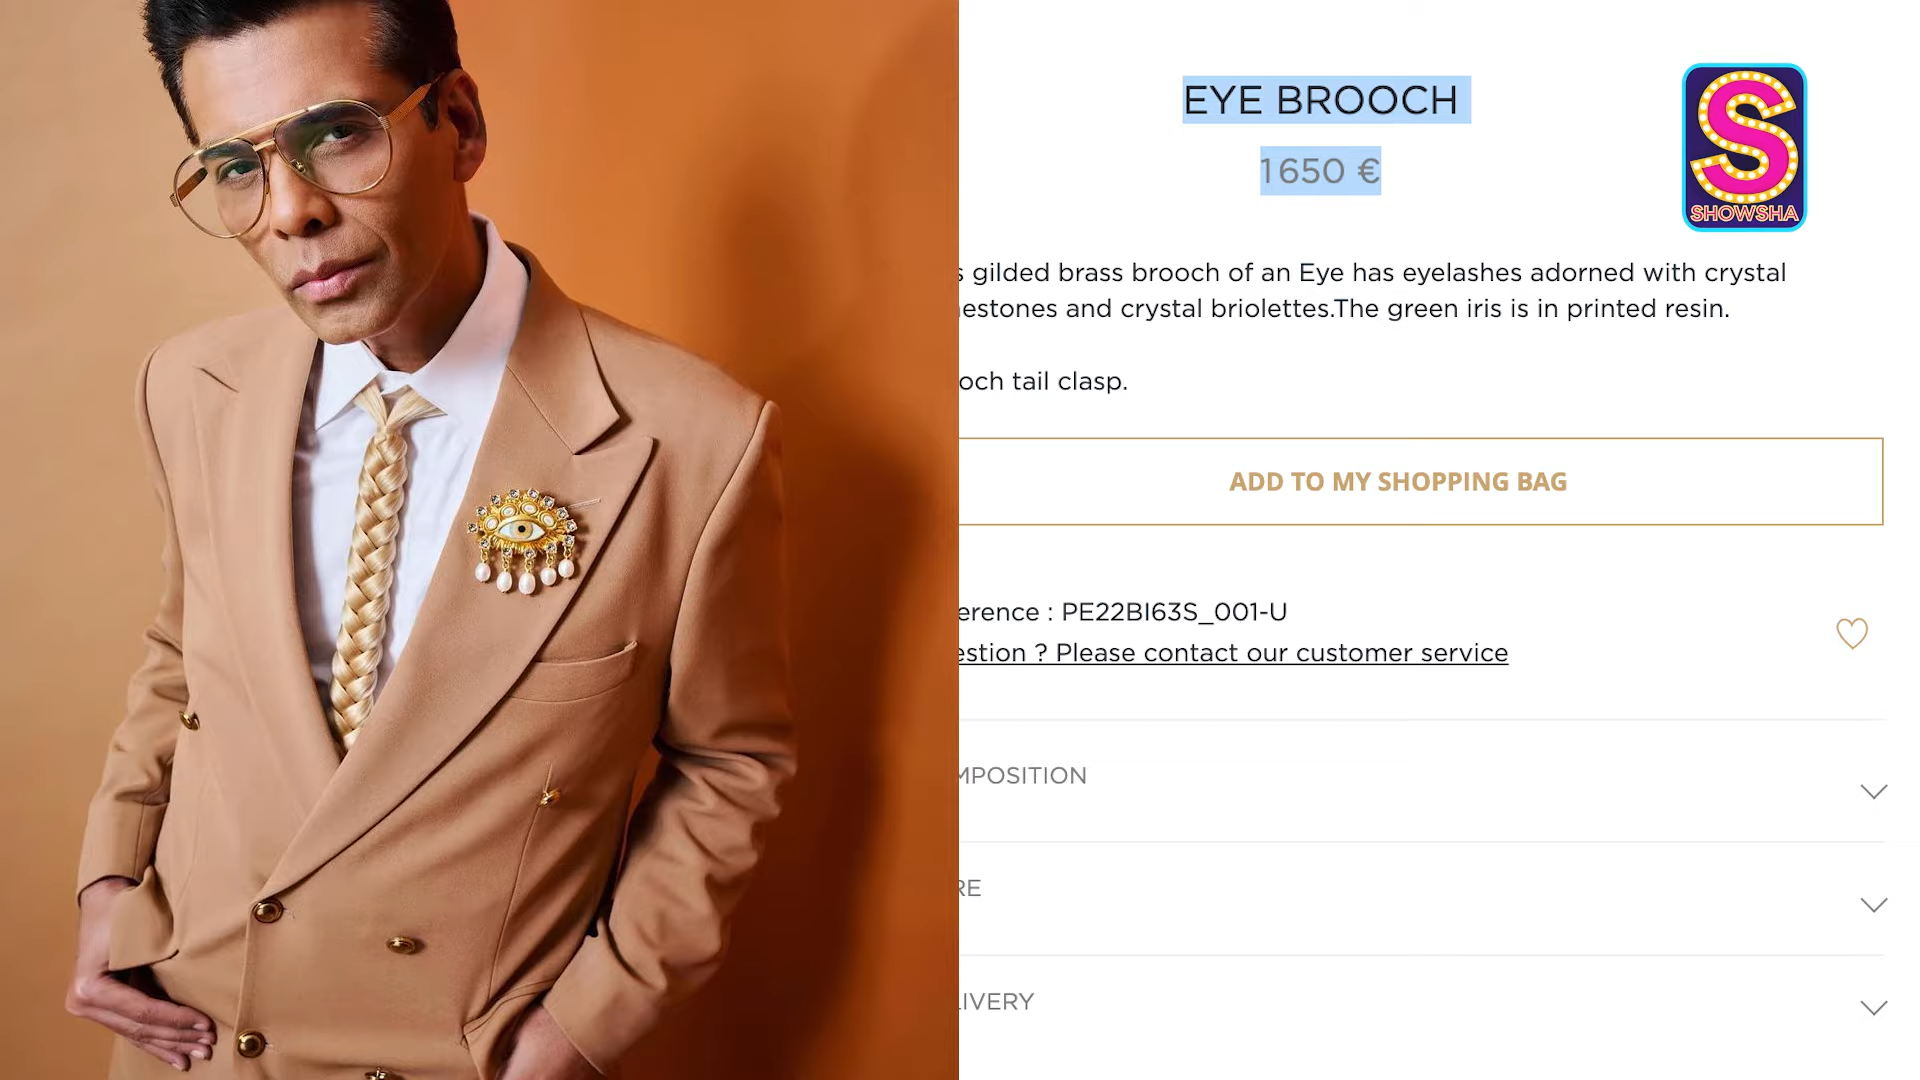 EYE BROOCH
1650 €
S
SHOWSHA
s gilded brass brooch of an Eye has eyelashes adorned with crystal
nestones and crystal briolettes.The green iris is in printed resin.
och tail clasp.
ADD TO MY SHOPPING BAG
erence : PE22BI63S_001-U
estion ? Please contact our customer service
MPOSITION
RE
LIVERY